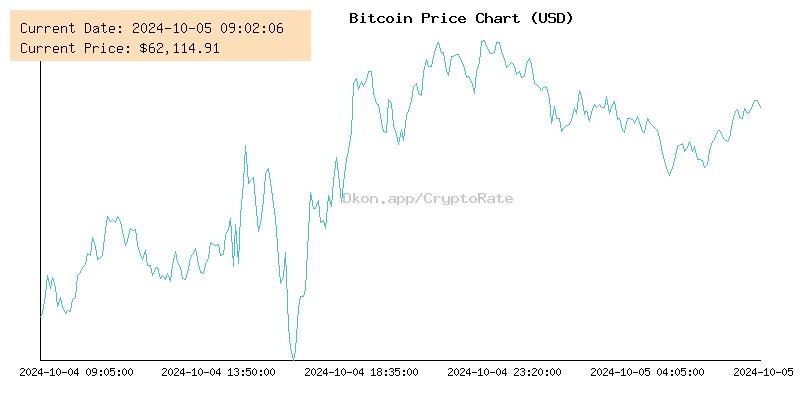 Bitcoin Price Chart (USD)
Current Date: 2024-10-05 09:02:06
Current Price: $62,114.91
Dkon.app/CryptoRate
2024-10-04 09:05:00 2024-10-04 13:50:00 2024-10-04 18:35:00 2024-10-04 23:20:00 2024-10-05 04:05:00 2024-10-05